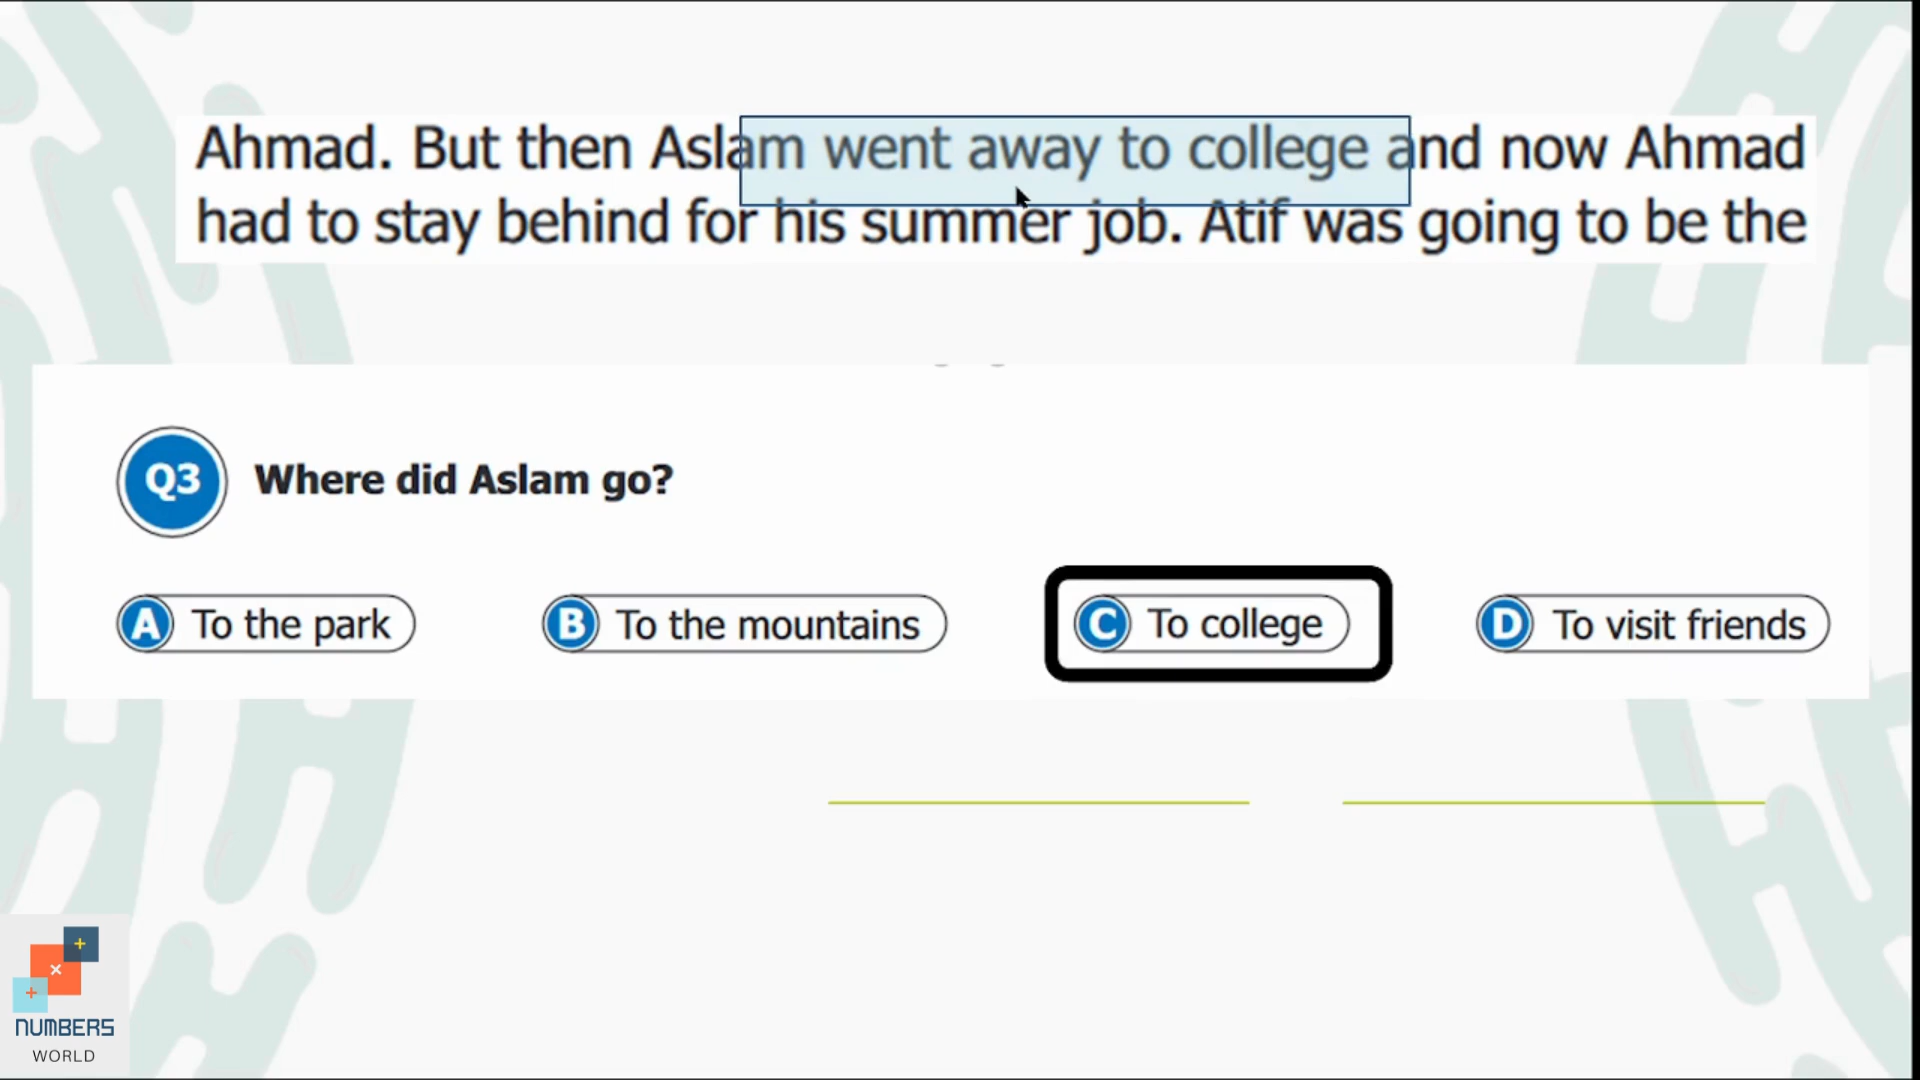 Ahmad. But then Aslam went away to college and now Ahmad
had to stay behind for his summer job. Atif was going to be the
Q3 Where did Aslam go?
A To the park B To the mountains C To college D To visit friends
NUMBERS
WORLD